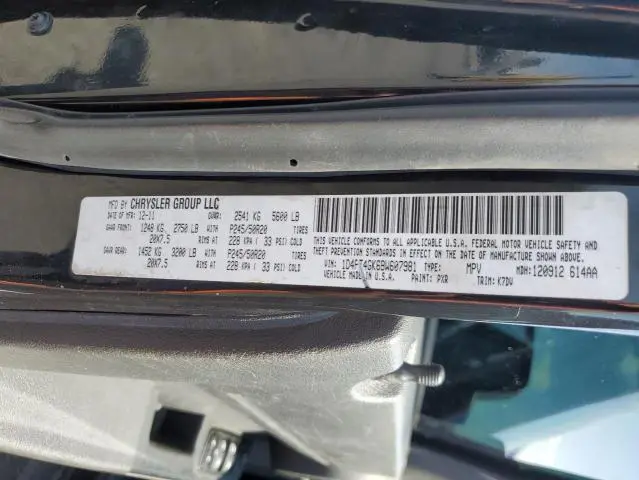 MFD BY CHRYSLER GROUP LLC
DATE OF MFR: 12-11 GVWR: 2541 KG 5600 LB
GAWR FRONT: 1248 KG 2750 LB WITH P245/50R20 TIRES
20X7.5 RIMS AT 228 KPA ( 33 PSI) COLD
GAWR REAR: 1452 KG 3200 LB WITH P245/50R20 TIRES
20X7.5 RIMS AT 228 KPA ( 33 PSI) COLD
THIS VEHICLE CONFORMS TO ALL APPLICABLE U.S.A. FEDERAL MOTOR VEHICLE SAFETY AND
THEFT PREVENTION STANDARDS IN EFFECT ON THE DATE OF MANUFACTURE SHOWN ABOVE.
VIN: 1D4PT4GK6BW607981 TYPE: MPV MDH: 120912 614AA
VEHICLE MADE IN U.S.A. PAINT: PXR TRIM: K7DV